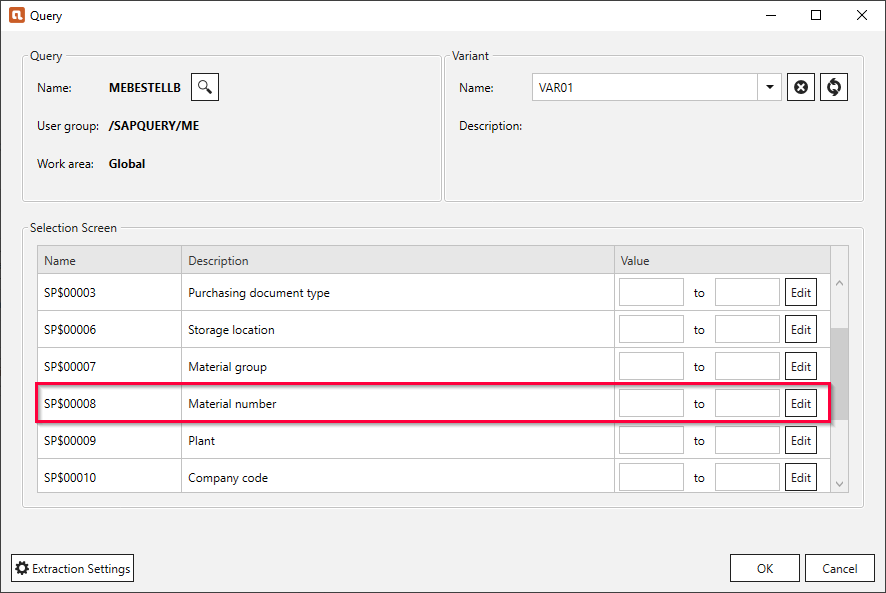 Query
Query
Name: MEBESTELLB
User group: /SAPQUERY/ME
Work area: Global
Variant
Name: VAR01
Description:
Selection Screen
Name Description Value
SP$00003 Purchasing document type to Edit
SP$00006 Storage location to Edit
SP$00007 Material group to Edit
SP$00008 Material number to Edit
SP$00009 Plant to Edit
SP$00010 Company code to Edit
Extraction Settings OK Cancel